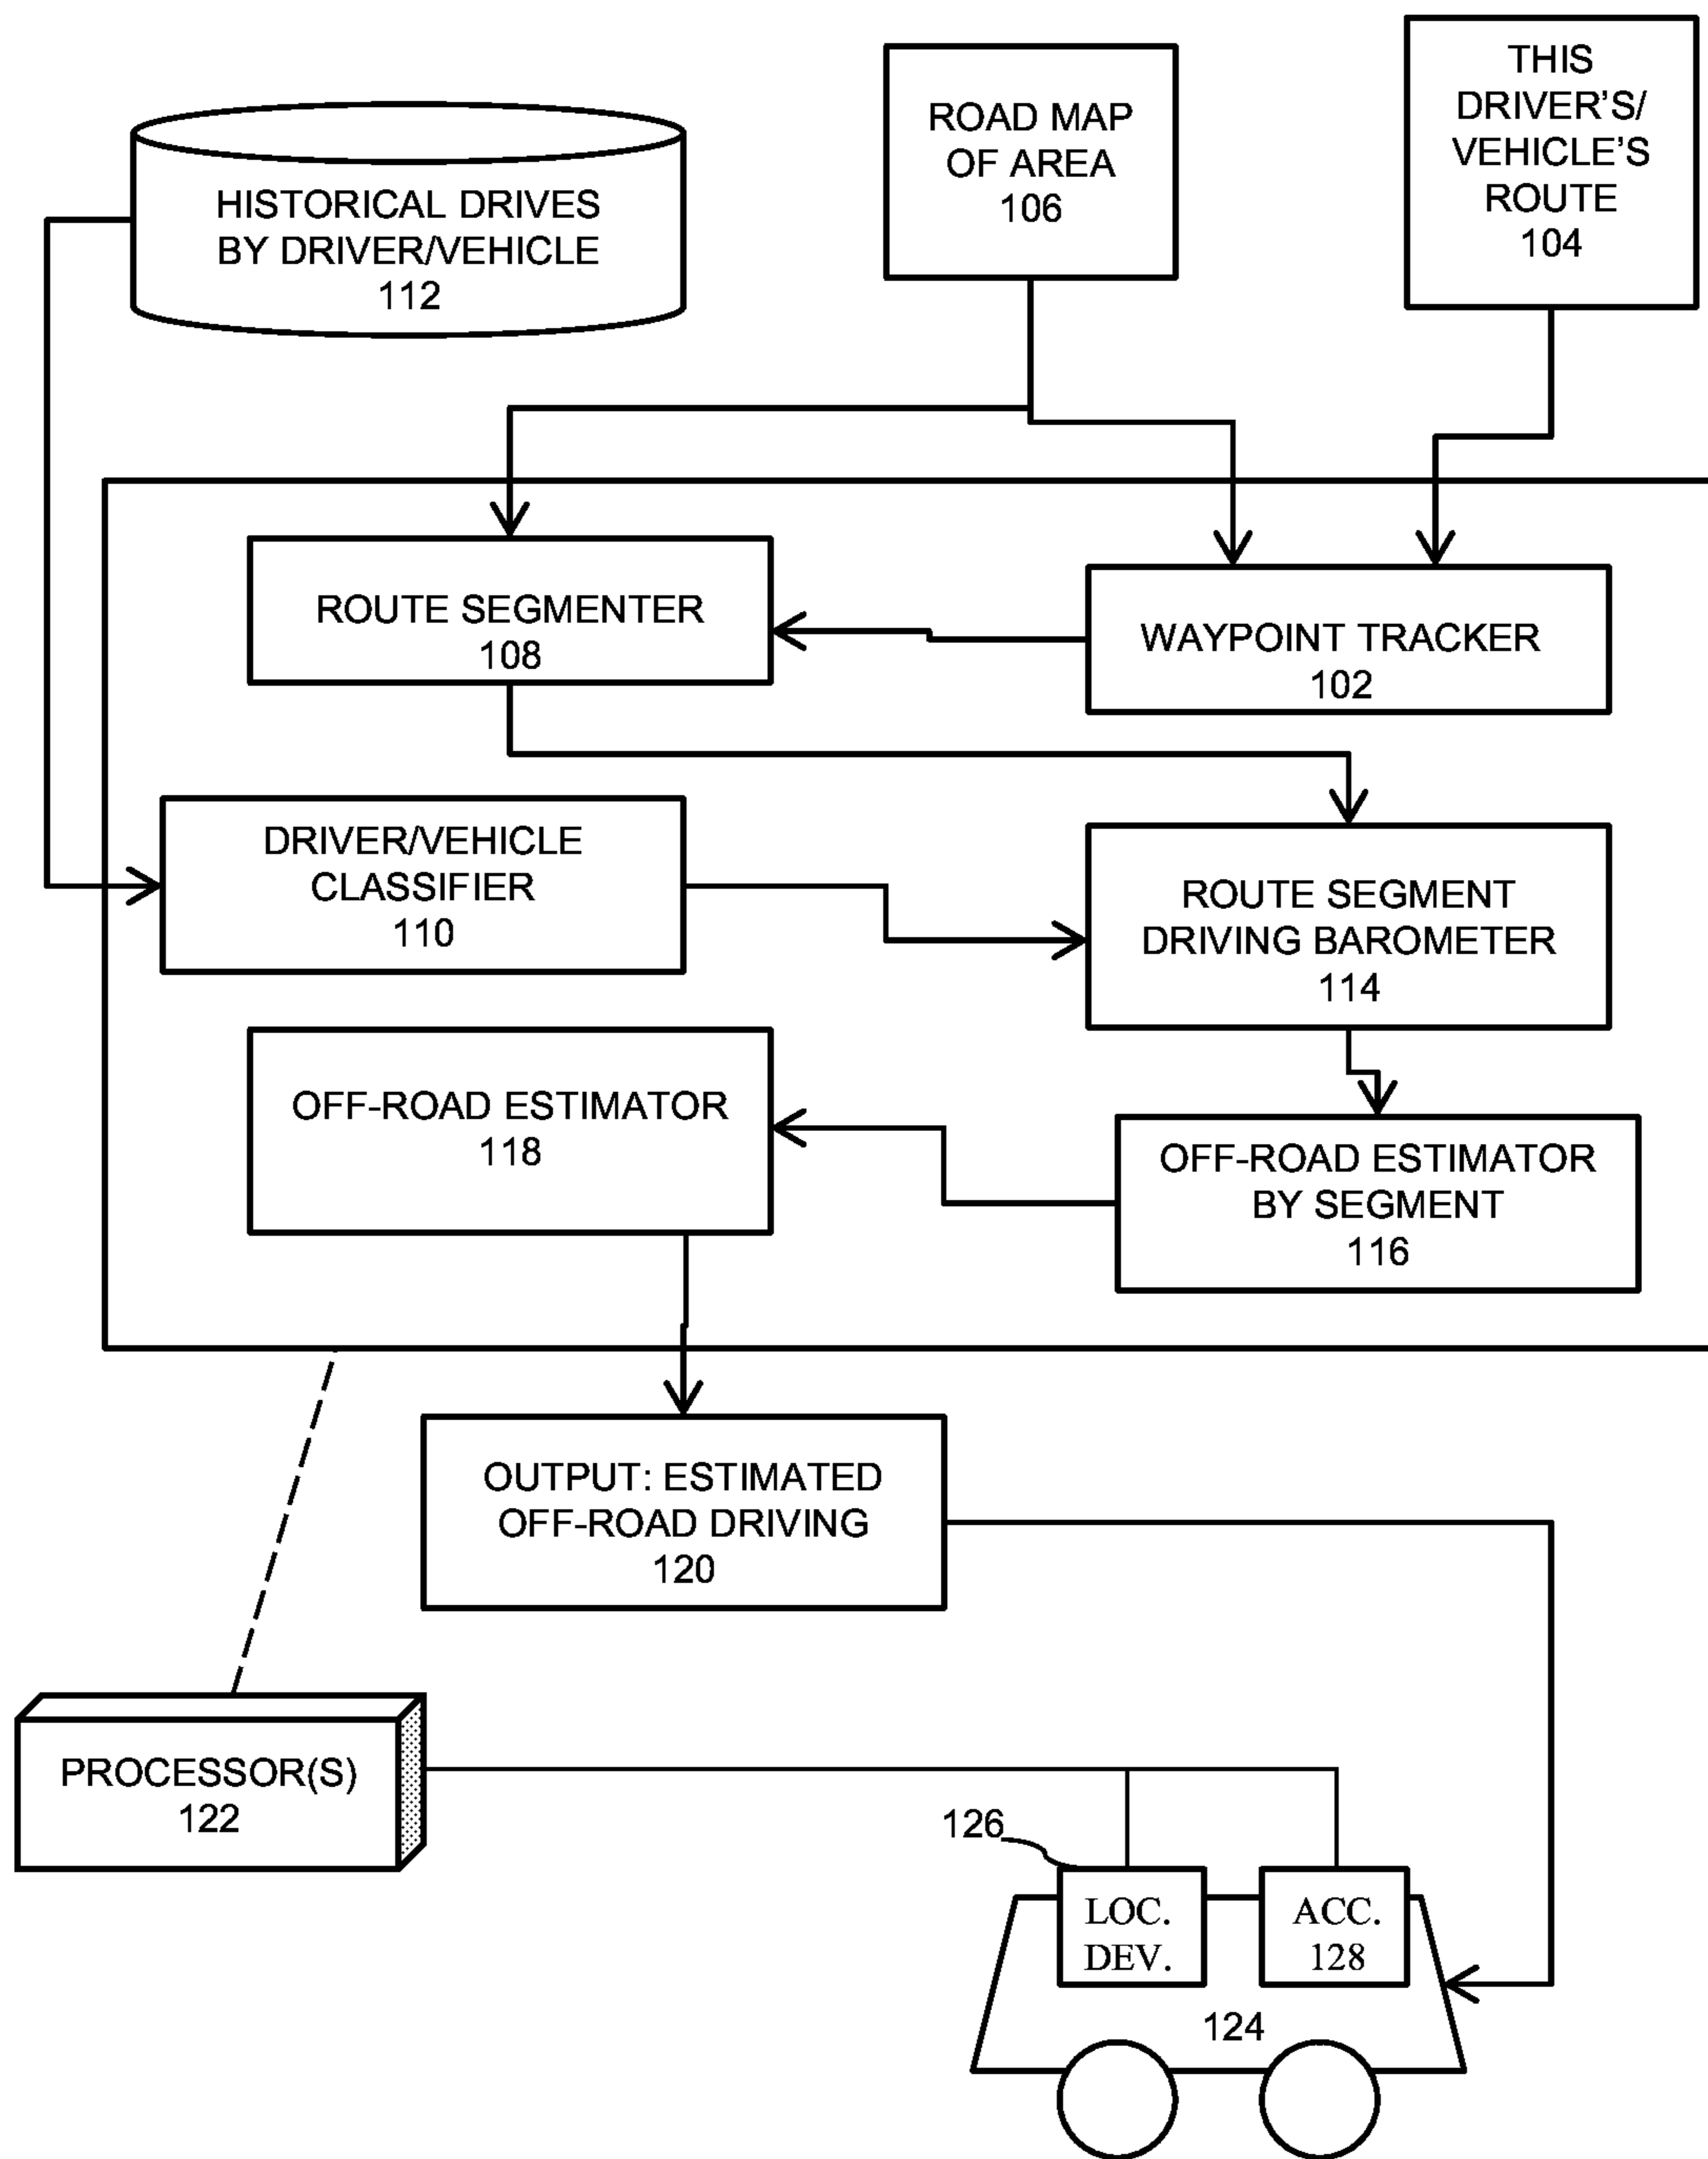 HISTORICAL DRIVES
BY DRIVER/VEHICLE
112
ROAD MAP
OF AREA
106
THIS
DRIVER'S/
VEHICLE'S
ROUTE
104
ROUTE SEGMENTER
108
WAYPOINT TRACKER
102
DRIVER/VEHICLE
CLASSIFIER
110
ROUTE SEGMENT
DRIVING BAROMETER
114
OFF-ROAD ESTIMATOR
118
OFF-ROAD ESTIMATOR
BY SEGMENT
116
OUTPUT: ESTIMATED
OFF-ROAD DRIVING
120
PROCESSOR(S)
122
126
LOC.
DEV.
ACC.
128
124